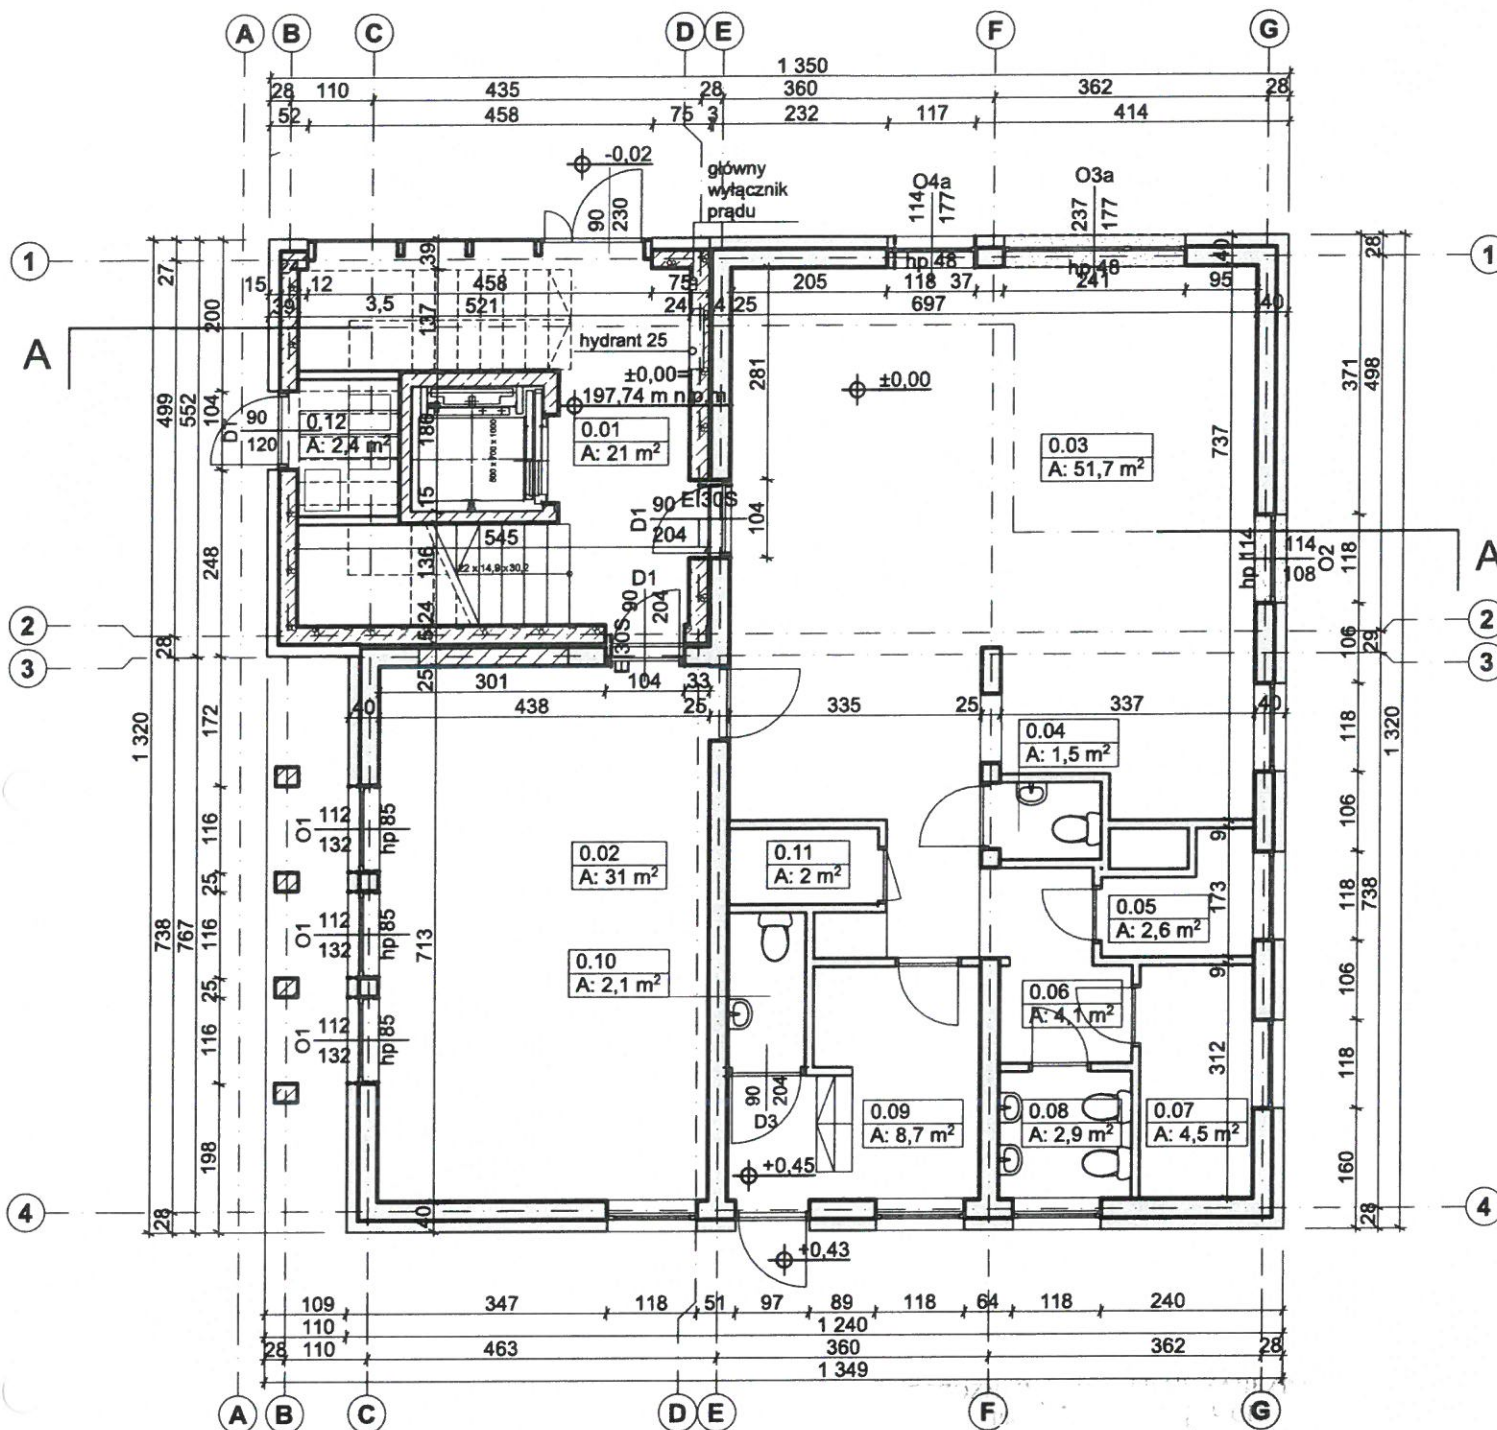 A B C D E F G
1 350
28 110 435 28 360 362 28
52 458 75 3 232 117 414
-0,02
główny
wyłącznik
prądu
90
230
O4a
114
177
O3a
237
177
1
1
27
39
24
hp 48
hp 48
40
28
15 12 458 75 205 118 37 241 95
39 3,5 521 24 4 25 697 40
200
137
A
hydrant 25
±0,00=
197,74 m n.p.m
281
±0,00
371
498
499
552
104
D1
90
120
0.12
A: 2,4 m²
186
0.01
A: 21 m²
0.03
A: 51,7 m²
737
15
EI30S
D1
90
204
104
545
136
22 x 14,9 x 30,2
248
hp 114
114
108
O2
118
A
D1
90
204
24
5
EI30S
2
3
28
2
3
29
106
25
301 104 33
40 438 25 335 25 337 40
1 320
172
118
1 320
0.04
A: 1,5 m²
O1
112
132
hp 85
116
106
9
0.02
A: 31 m²
0.11
A: 2 m²
25
173
118
0.05
A: 2,6 m²
738
767
O1
112
132
hp 85
116
713
738
0.10
A: 2,1 m²
9
106
25
0.06
A: 4,1 m²
O1
112
132
hp 85
116
312
118
90
204
D3
0.09
A: 8,7 m²
0.08
A: 2,9 m²
0.07
A: 4,5 m²
198
160
+0,45
4
28
40
4
28
+0,43
109 347 118 51 97 89 118 64 118 240
110 1 240
28 110 463 360 362 28
1 349
A B C D E F G